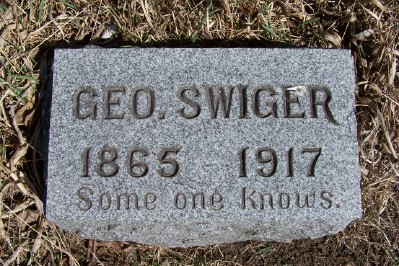 GEO. SWIGER
1865 1917
Some one Knows.